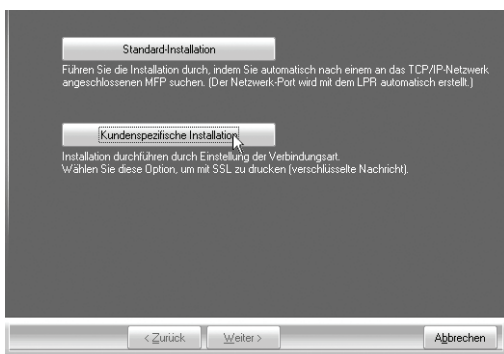 Standard-Installation
Führen Sie die Installation durch, indem Sie automatisch nach einem an das TCP/IP-Netzwerk
angeschlossenen MFP suchen. (Der Netzwerk-Port wird mit dem LPR automatisch erstellt.)
Kundenspezifische Installation
Installation durchführen durch Einstellung der Verbindungsart.
Wählen Sie diese Option, um mit SSL zu drucken (verschlüsselte Nachricht).
< Zurück Weiter > Abbrechen